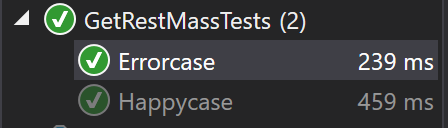 GetRestMassTests (2)
Errorcase 239 ms
Happycase 459 ms